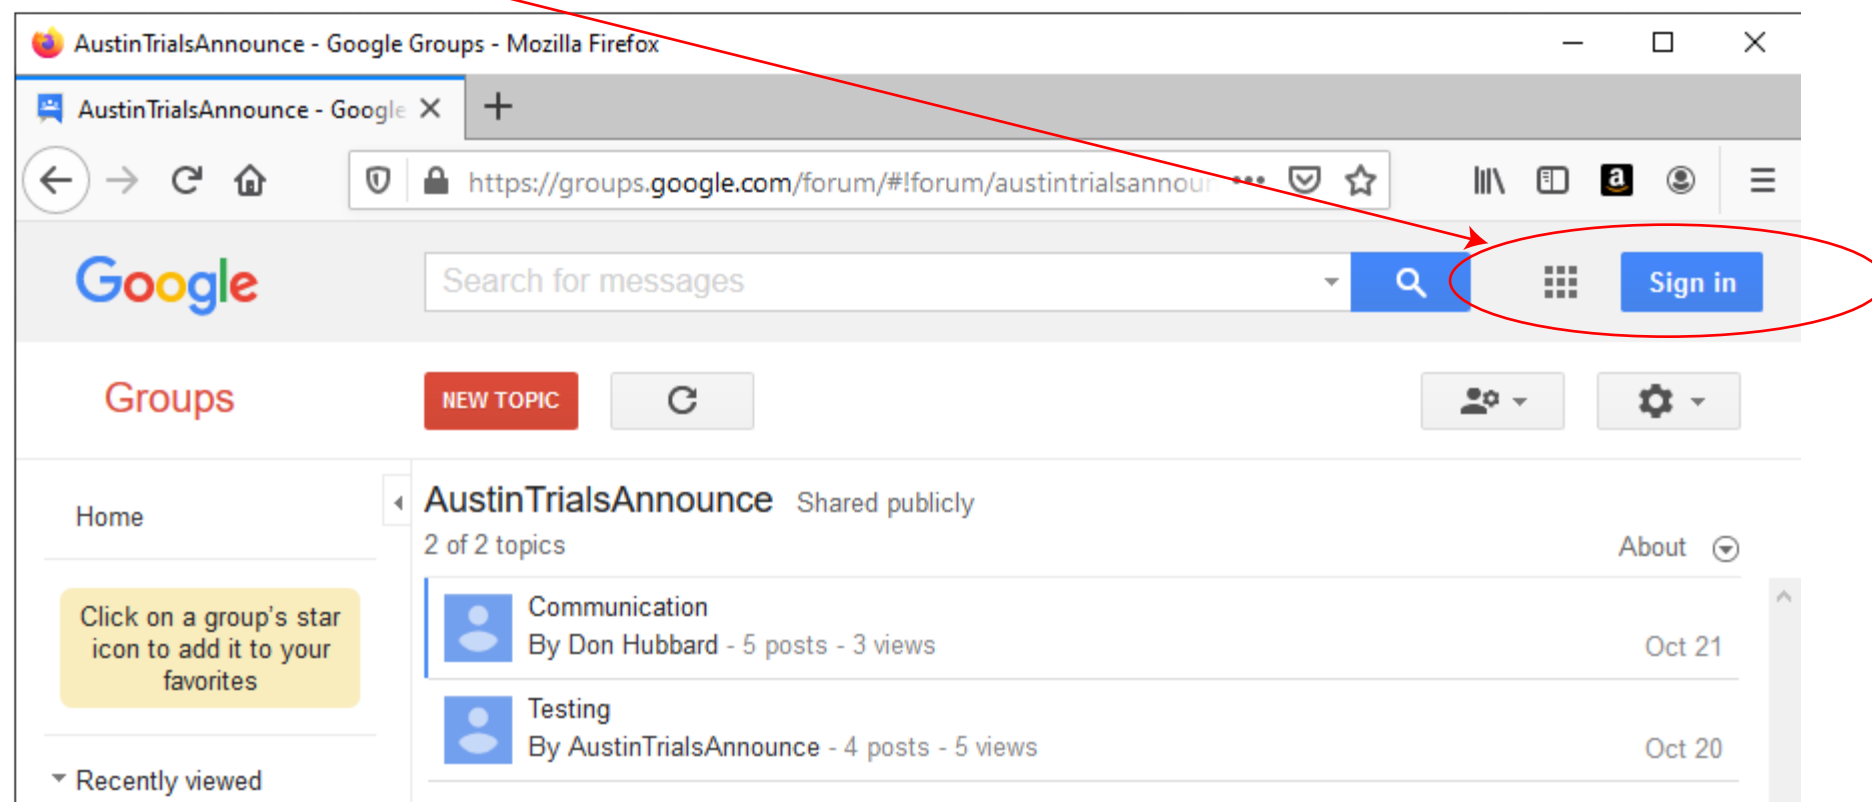 AustinTrialsAnnounce - Google Groups - Mozilla Firefox
AustinTrialsAnnounce - Google
https://groups.google.com/forum/#!forum/austintrialsannou
Google
Search for messages
Sign in
Groups
NEW TOPIC
Home
AustinTrialsAnnounce Shared publicly
2 of 2 topics
About
Click on a group's star
icon to add it to your
favorites
Communication
By Don Hubbard - 5 posts - 3 views
Oct 21
Testing
By AustinTrialsAnnounce - 4 posts - 5 views
Oct 20
Recently viewed